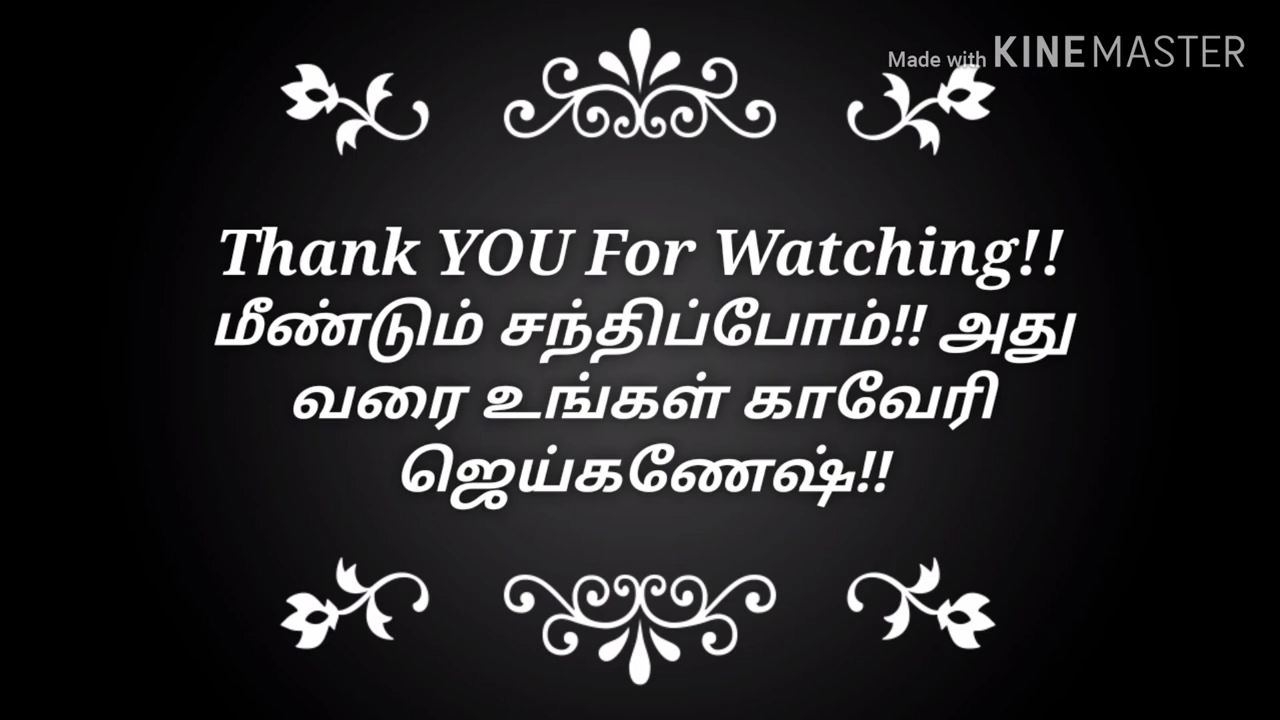 Made with KINEMASTER
Thank YOU For Watching!!
மீண்டும் சந்திப்போம்!! அது
வரை உங்கள் காவேரி
ஜெய்கணேஷ்!!